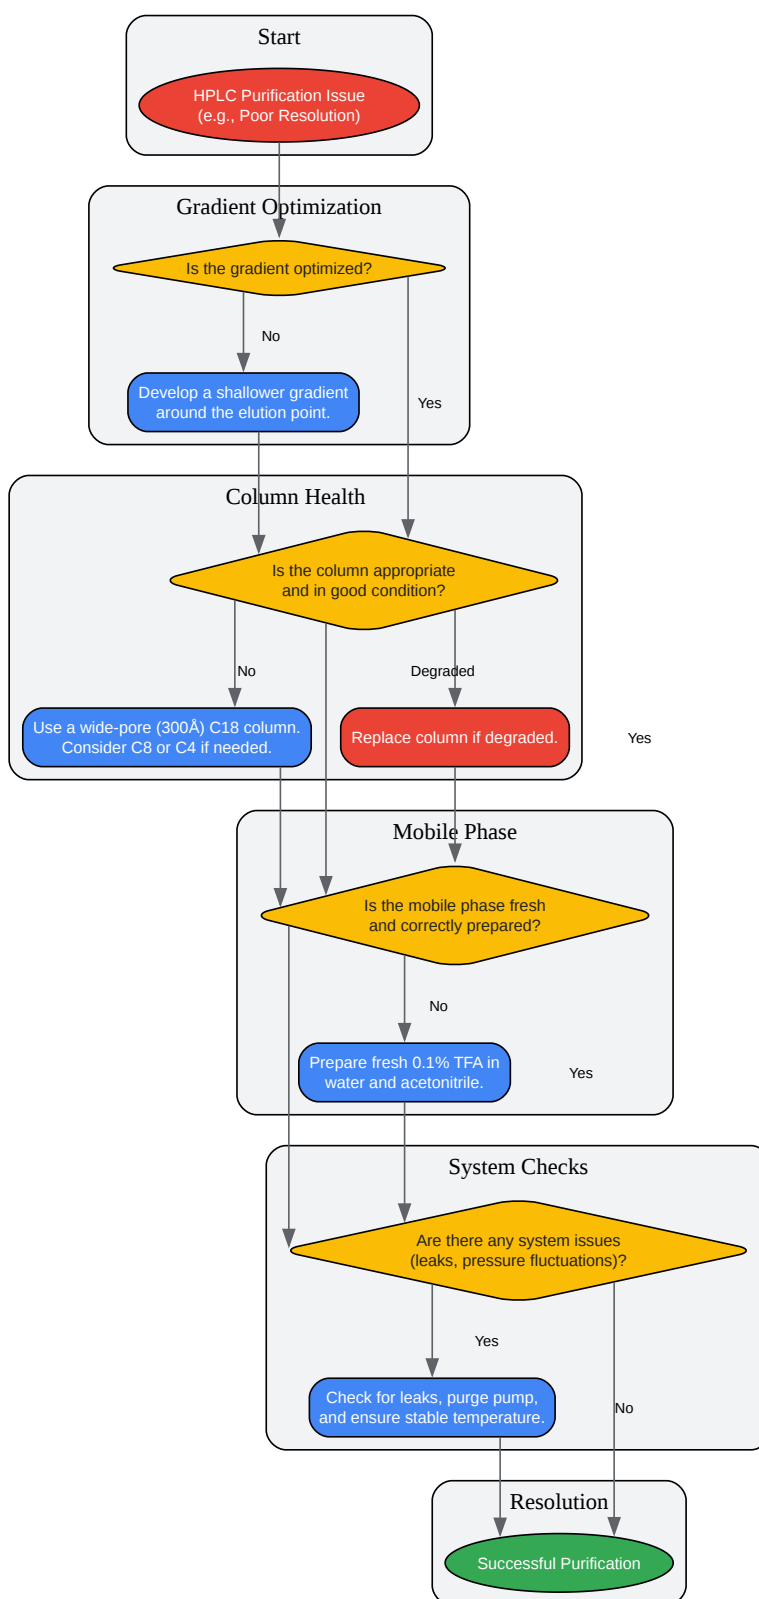 Start
HPLC Purification Issue
(e.g., Poor Resolution)
Gradient Optimization
Is the gradient optimized?
No
Develop a shallower gradient
around the elution point.
Yes
Column Health
Is the column appropriate
and in good condition?
No
Degraded
Use a wide-pore (300Å) C18 column.
Consider C8 or C4 if needed.
Replace column if degraded.
Yes
Mobile Phase
Is the mobile phase fresh
and correctly prepared?
No
Prepare fresh 0.1% TFA in
water and acetonitrile.
Yes
System Checks
Are there any system issues
(leaks, pressure fluctuations)?
Yes
Check for leaks, purge pump,
and ensure stable temperature.
No
Resolution
Successful Purification